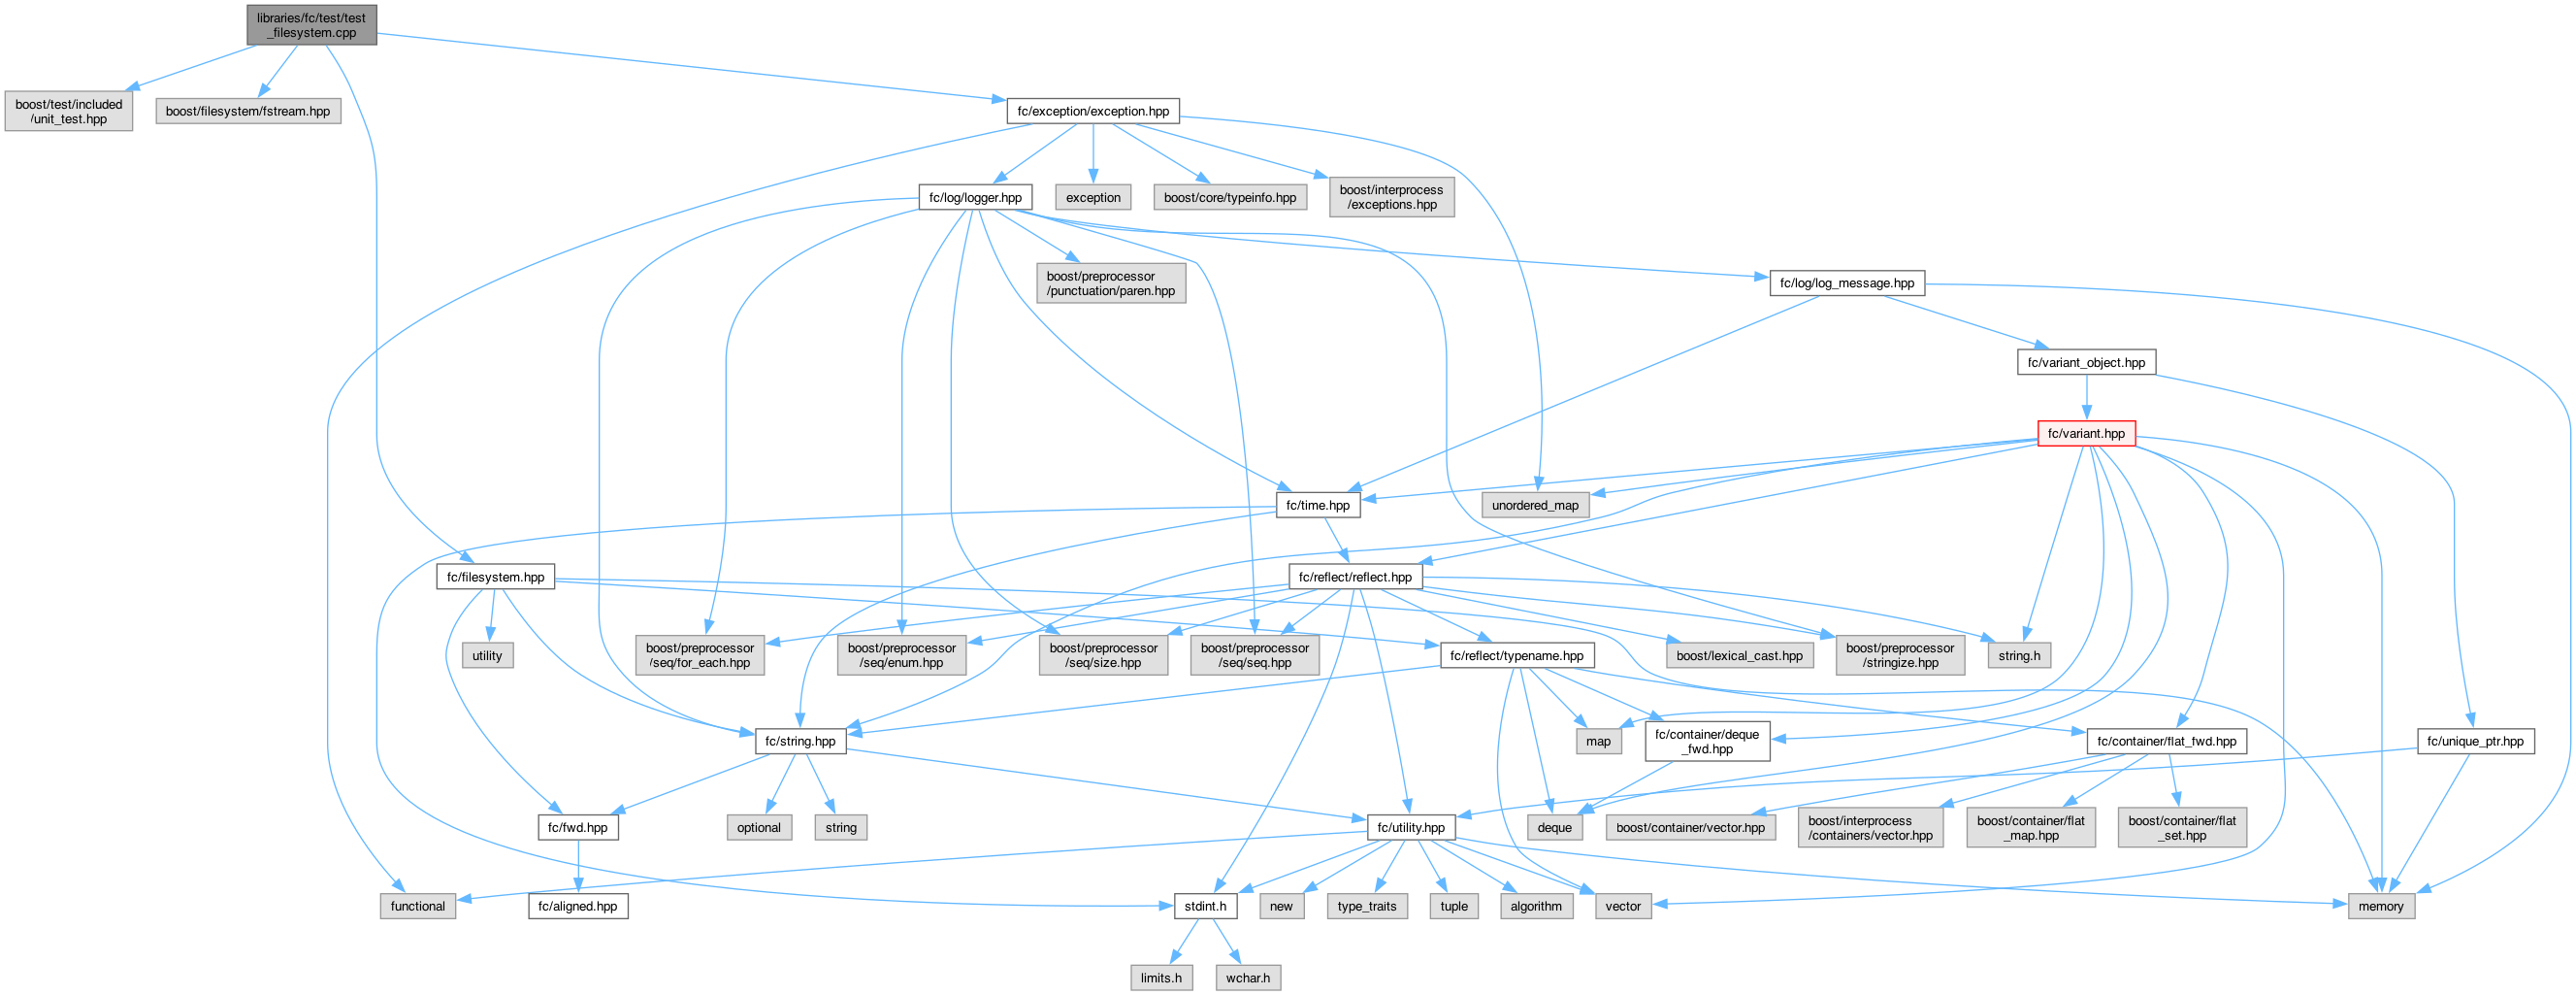 libraries/fc/test/test
_filesystem.cpp
boost/test/included
/unit_test.hpp
boost/filesystem/fstream.hpp
fc/exception/exception.hpp
fc/log/logger.hpp
exception
boost/core/typeinfo.hpp
boost/interprocess
/exceptions.hpp
boost/preprocessor
/punctuation/paren.hpp
fc/log/log_message.hpp
fc/variant_object.hpp
fc/variant.hpp
fc/time.hpp
unordered_map
fc/filesystem.hpp
fc/reflect/reflect.hpp
utility
boost/preprocessor
/seq/for_each.hpp
boost/preprocessor
/seq/enum.hpp
boost/preprocessor
/seq/size.hpp
boost/preprocessor
/seq/seq.hpp
fc/reflect/typename.hpp
boost/lexical_cast.hpp
boost/preprocessor
/stringize.hpp
string.h
fc/string.hpp
map
fc/container/deque
_fwd.hpp
fc/container/flat_fwd.hpp
fc/unique_ptr.hpp
fc/fwd.hpp
optional
string
fc/utility.hpp
deque
boost/container/vector.hpp
boost/interprocess
/containers/vector.hpp
boost/container/flat
_map.hpp
boost/container/flat
_set.hpp
functional
fc/aligned.hpp
stdint.h
new
type_traits
tuple
algorithm
vector
memory
limits.h
wchar.h